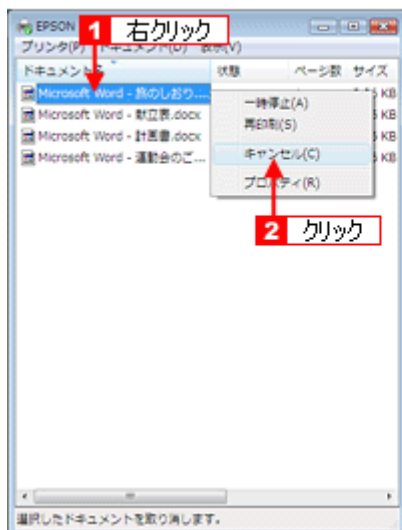 EPSON
1 右クリック
プリンタ(P) ドキュメント(D) 表示(V)
ドキュメント名 状態 ページ数 サイズ
Microsoft Word - 旅のしおり....
Microsoft Word - 献立表.docx KB
Microsoft Word - 計画書.docx KB
Microsoft Word - 運動会のご... KB
一時停止(A)
再印刷(S)
キャンセル(C)
プロパティ(R)
2 クリック
選択したドキュメントを取り消します。